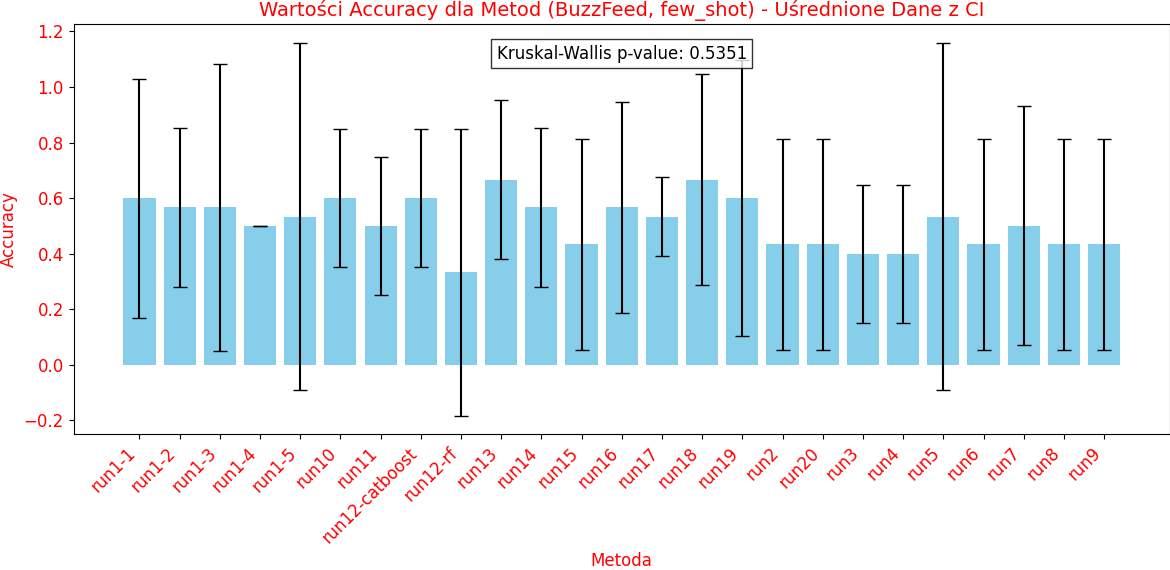 Wartości Accuracy dla Metod (BuzzFeed, few_shot) - Uśrednione Dane z CI
Kruskal-Wallis p-value: 0.5351
Accuracy
1.2
1.0
0.8
0.6
0.4
0.2
0.0
−0.2
run1-1
run1-2
run1-3
run1-4
run1-5
run10
run11
run12-catboost
run12-rf
run13
run14
run15
run16
run17
run18
run19
run2
run20
run3
run4
run5
run6
run7
run8
run9
Metoda